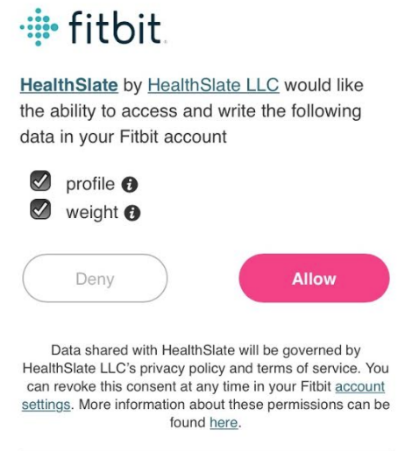 fitbit
HealthSlate by HealthSlate LLC would like
the ability to access and write the following
data in your Fitbit account
profile
weight
Deny
Allow
Data shared with HealthSlate will be governed by
HealthSlate LLC's privacy policy and terms of service. You
can revoke this consent at any time in your Fitbit account
settings. More information about these permissions can be
found here.